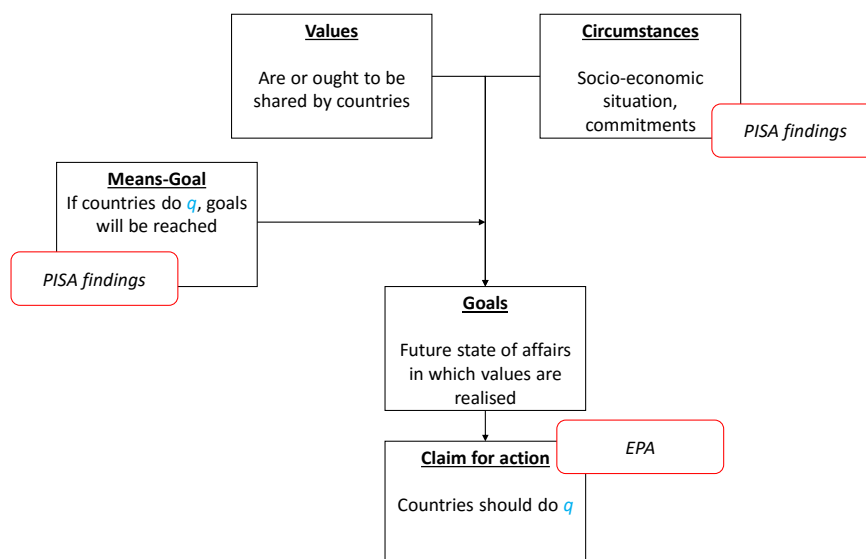 Values
Are or ought to be
shared by countries
Circumstances
Socio-economic
situation,
commitments
PISA findings
Means-Goal
If countries do q, goals
will be reached
PISA findings
Goals
Future state of affairs
in which values are
realised
EPA
Claim for action
Countries should do q